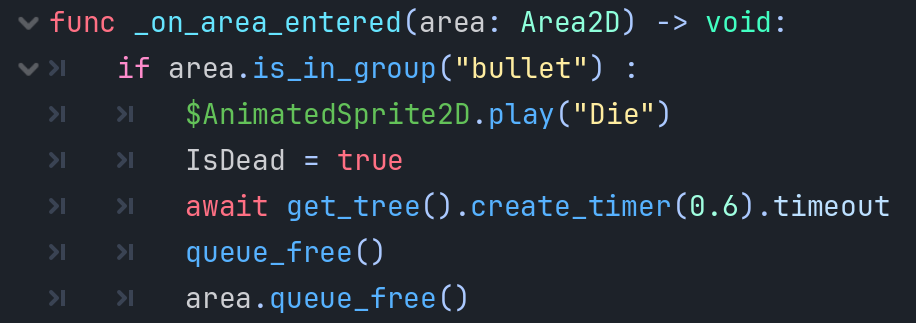 func _on_area_entered(area: Area2D) -> void:
if area.is_in_group("bullet") :
$AnimatedSprite2D.play("Die")
IsDead = true
await get_tree().create_timer(0.6).timeout
queue_free()
area.queue_free()